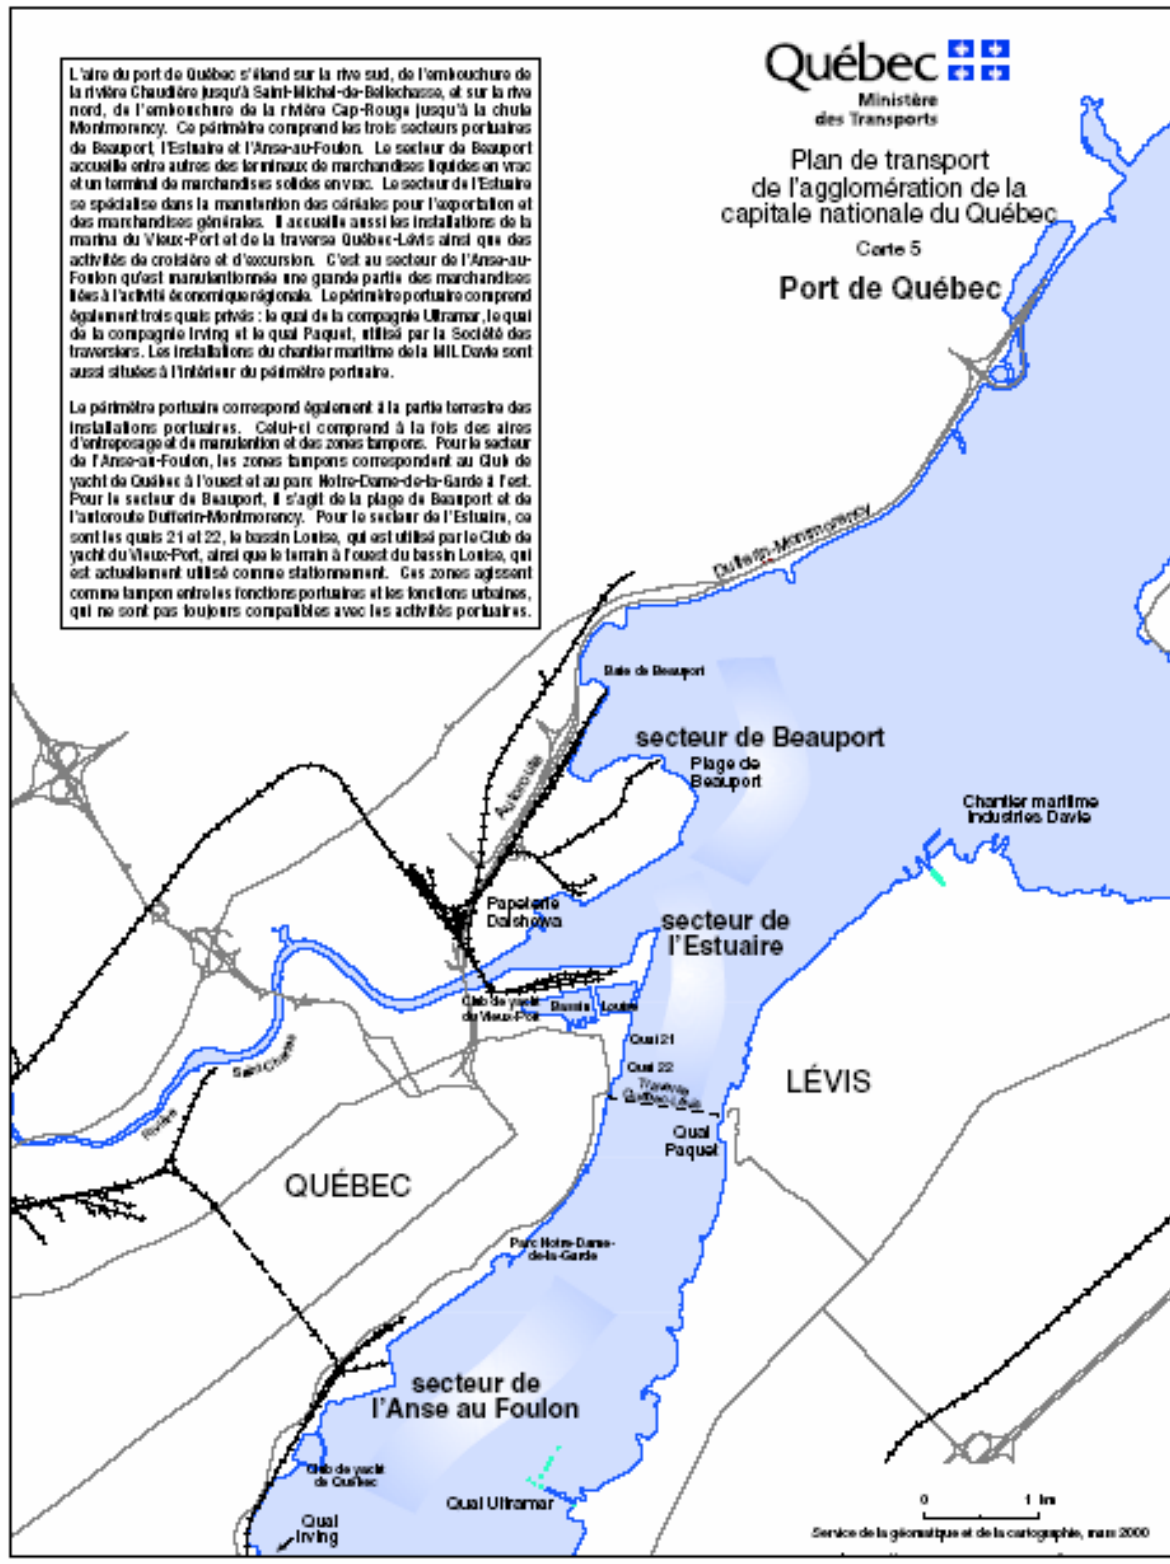 Québec
Ministère
des Transports
Plan de transport
de l'agglomération de la
capitale nationale du Québec
Carte 5
Port de Québec
L'aire du port de Québec s'étend sur la rive sud, de l'embouchure de
la rivière Chaudière jusqu'à Saint-Michel-de-Bellechasse, et sur la rive
nord, de l'embouchure de la rivière Cap-Rouge jusqu'à la chute
Montmorency. Ce périmètre comprend les trois secteurs portuaires
de Beauport, l'Estuaire et l'Anse-au-Foulon. Le secteur de Beauport
accueille entre autres des terminaux de marchandises liquides en vrac
et un terminal de marchandises solides en vrac. Le secteur de l'Estuaire
se spécialise dans la manutention des céréales pour l'exportation et
des marchandises générales. Il accueille aussi les installations de la
marina du Vieux-Port et de la traverse Québec-Lévis ainsi que des
activités de croisière et d'excursion. C'est au secteur de l'Anse-au-
Foulon qu'est manutentionnée une grande partie des marchandises
liées à l'activité économique régionale. Le périmètre portuaire comprend
également trois quais privés : le quai de la compagnie Ultramar, le quai
de la compagnie Irving et le quai Paquet, utilisé par la Société des
traversiers. Les installations du chantier maritime de la MIL Davie sont
aussi situées à l'intérieur du périmètre portuaire.
Le périmètre portuaire correspond également à la partie terrestre des
installations portuaires. Celui-ci comprend à la fois des aires
d'entreposage et de manutention et des zones tampons. Pour le secteur
de l'Anse-au-Foulon, les zones tampons correspondent au Club de
yacht de Québec à l'ouest et au parc Notre-Dame-de-la-Garde à l'est.
Pour le secteur de Beauport, il s'agit de la plage de Beauport et de
l'autoroute Dufferin-Montmorency. Pour le secteur de l'Estuaire, ce
sont les quais 21 et 22, le bassin Louise, qui est utilisé par le Club de
yacht du Vieux-Port, ainsi que le terrain à l'ouest du bassin Louise, qui
est actuellement utilisé comme stationnement. Ces zones agissent
comme tampon entre les fonctions portuaires et les fonctions urbaines,
qui ne sont pas toujours compatibles avec les activités portuaires.
Dufferin-Montmorency
Baie de Beauport
secteur de Beauport
Plage de
Beauport
Autoroute
Chantier maritime
Industries Davie
Papeterie
Daishowa
secteur de
l'Estuaire
Club de yacht
du Vieux-Port
Bassin Louise
Quai 21
Quai 22
Traverse
Québec-Lévis
Rivière Saint-Charles
LÉVIS
Quai
Paquet
QUÉBEC
Parc Notre-Dame-
de-la-Garde
secteur de
l'Anse au Foulon
Club de yacht
de Québec
Quai Ultramar
Quai
Irving
0 1 km
Service de la géomatique et de la cartographie, mars 2000